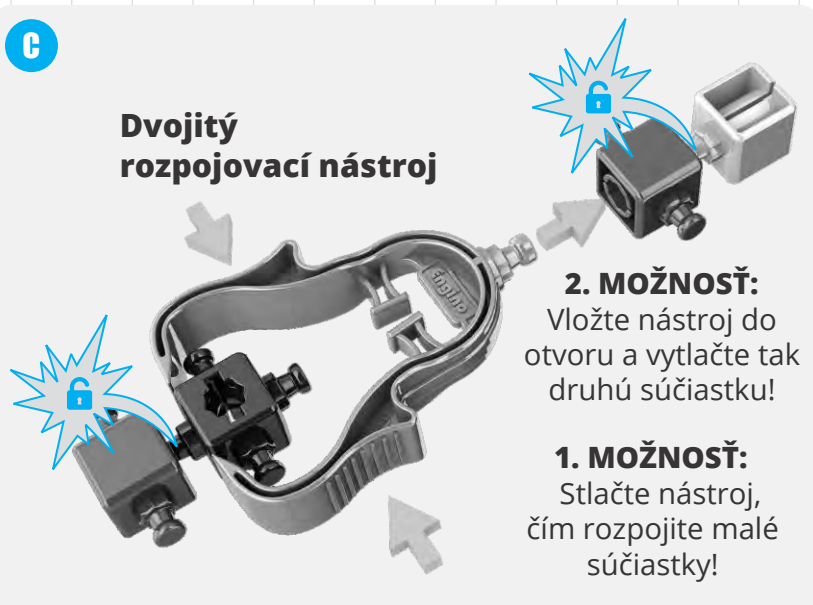 C
Dvojitý
rozpojovací nástroj
Engino
2. MOŽNOSŤ:
Vložte nástroj do
otvoru a vytlačte tak
druhú súčiastku!
1. MOŽNOSŤ:
Stlačte nástroj,
čím rozpojite malé
súčiastky!